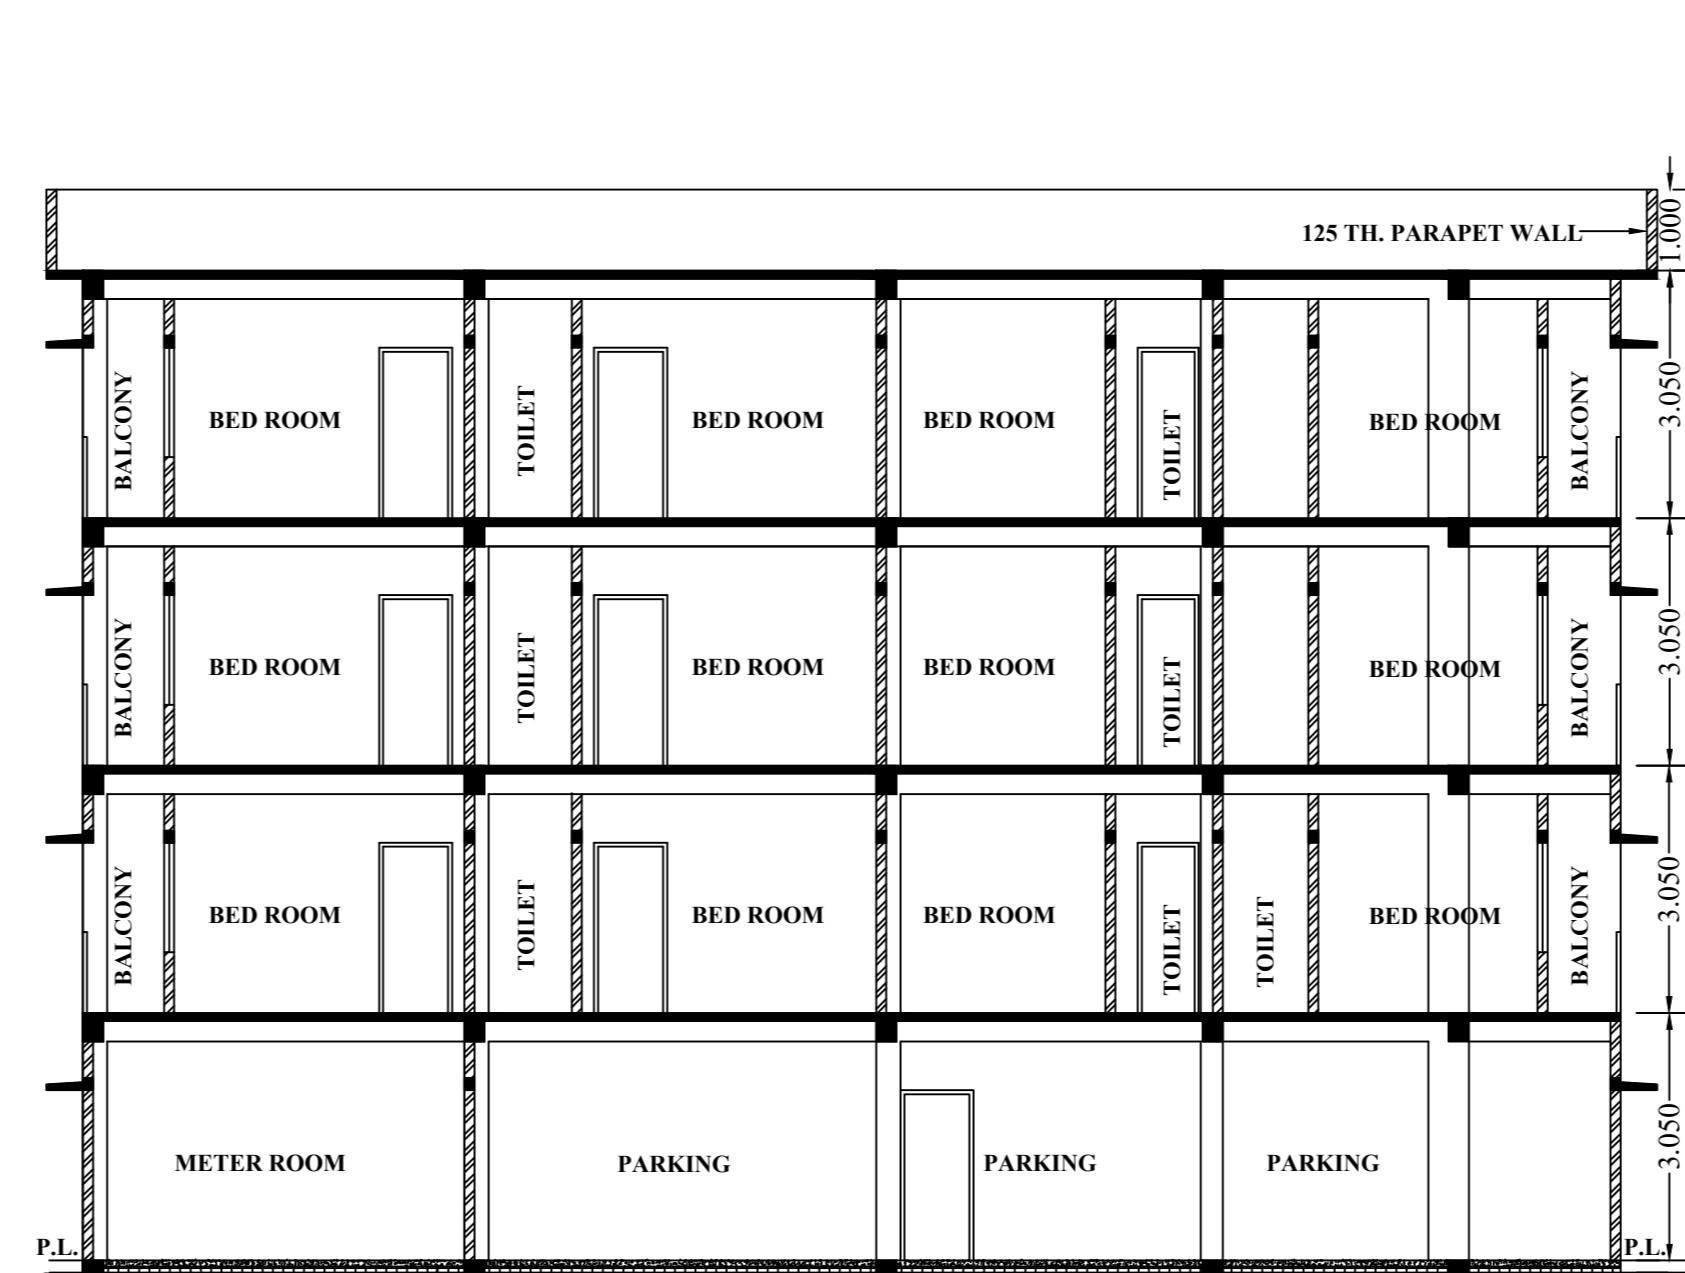 125 TH. PARAPET WALL
1.000
BALCONY
BED ROOM
TOILET
BED ROOM
BED ROOM
TOILET
BED ROOM
BALCONY
3.050
BALCONY
BED ROOM
TOILET
BED ROOM
BED ROOM
TOILET
BED ROOM
BALCONY
3.050
BALCONY
BED ROOM
TOILET
BED ROOM
BED ROOM
TOILET
TOILET
BED ROOM
BALCONY
3.050
METER ROOM
PARKING
PARKING
PARKING
3.050
P.L.
P.L.